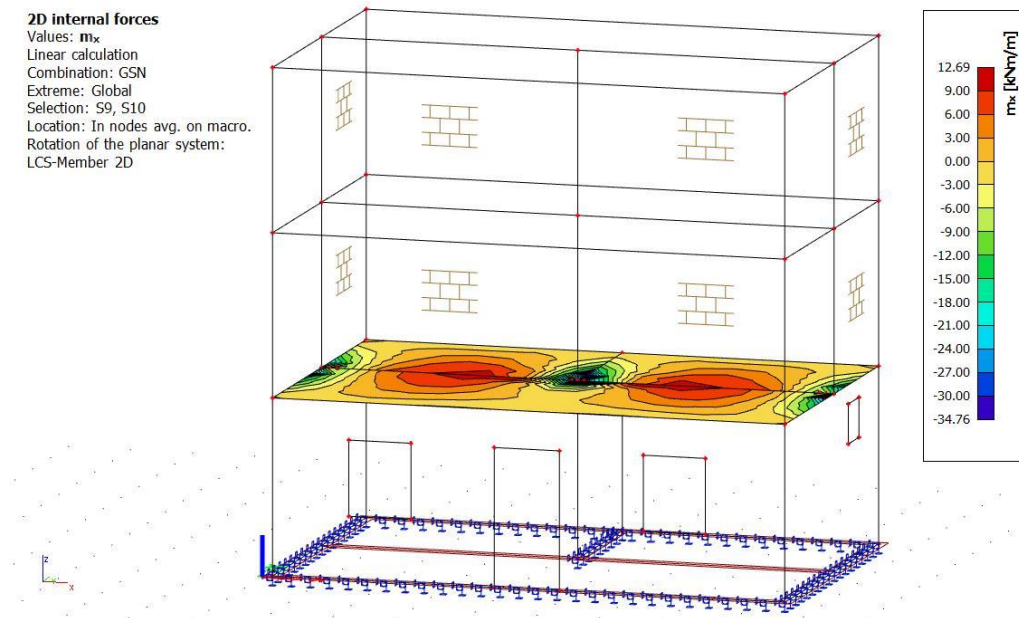 2D internal forces
Values: mx
Linear calculation
Combination: GSN
Extreme: Global
Selection: S9, S10
Location: In nodes avg. on macro.
Rotation of the planar system:
LCS-Member 2D
mx [kNm/m]
12.69
9.00
6.00
3.00
0.00
-3.00
-6.00
-9.00
-12.00
-15.00
-18.00
-21.00
-24.00
-27.00
-30.00
-34.76
z
x